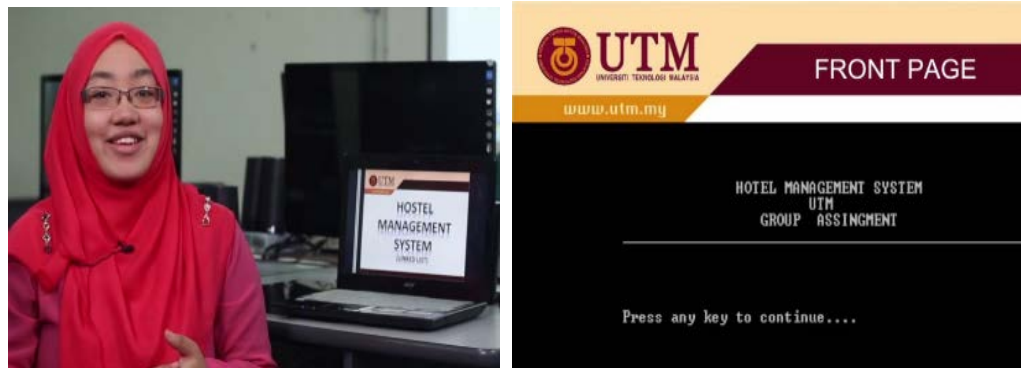 UTM
HOSTEL
MANAGEMENT
SYSTEM
(LINKED LIST)
acer
UTM
UNIVERSITI TEKNOLOGI MALAYSIA
FRONT PAGE
www.utm.my
HOTEL MANAGEMENT SYSTEM
UTM
GROUP ASSINGMENT
Press any key to continue....